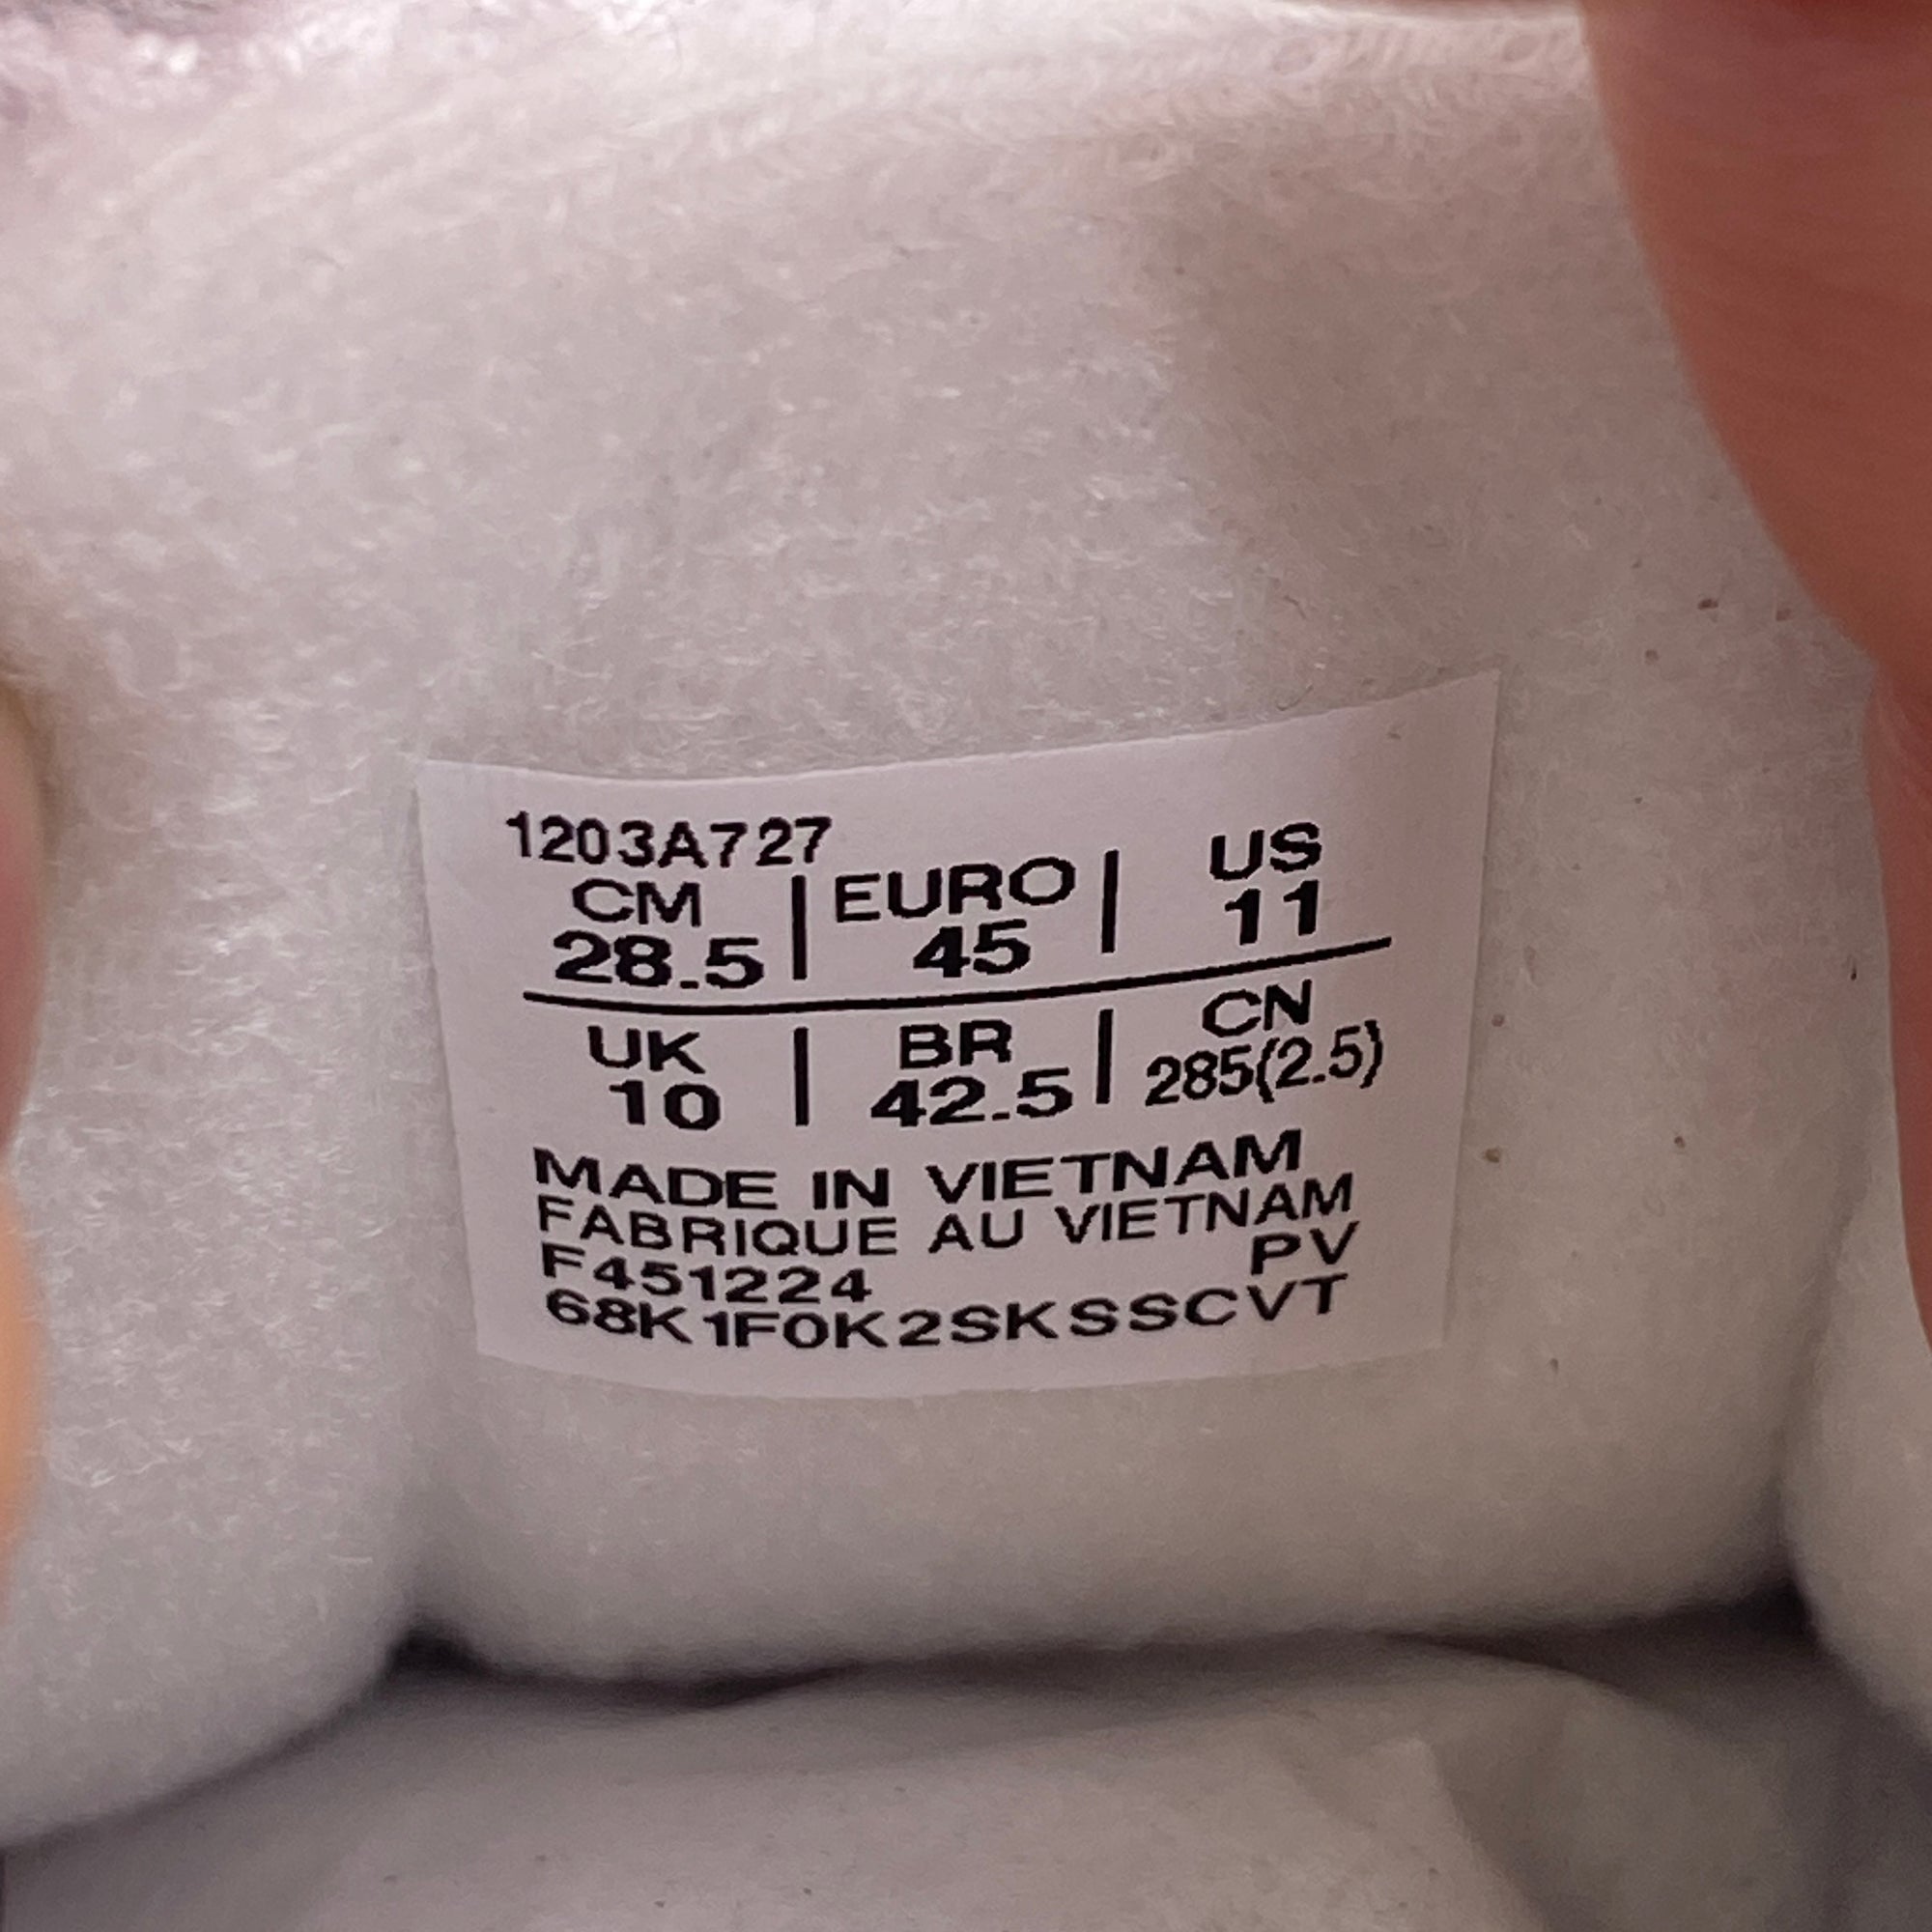 1203A727
CM | EURO | US
28.5 | 45 | 11
UK | BR | CN
10 | 42.5 | 285(2.5)
MADE IN VIETNAM
FABRIQUE AU VIETNAM
F451224 PV
68K1F0K2SKSSCVT